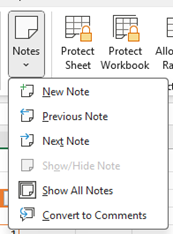 Notes
Protect
Sheet
Protect
Workbook
Allo
Ra
New Note
Previous Note
Next Note
Show/Hide Note
Show All Notes
Convert to Comments
1